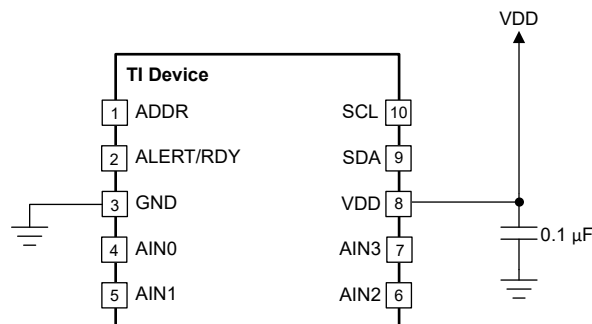 VDD
TI Device
1 ADDR SCL 10
2 ALERT/RDY SDA 9
3 GND VDD 8
0.1 µF
4 AIN0 AIN3 7
5 AIN1 AIN2 6